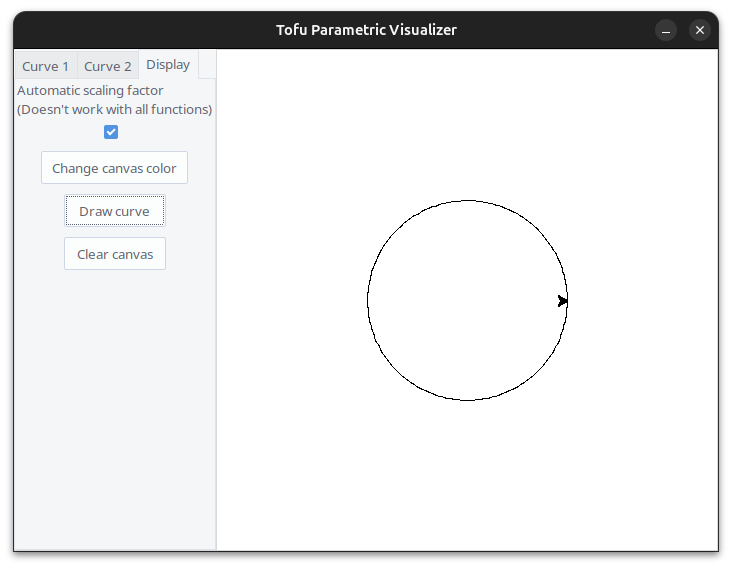 Tofu Parametric Visualizer
Curve 1 Curve 2 Display
Automatic scaling factor
(Doesn't work with all functions)
Change canvas color
Draw curve
Clear canvas